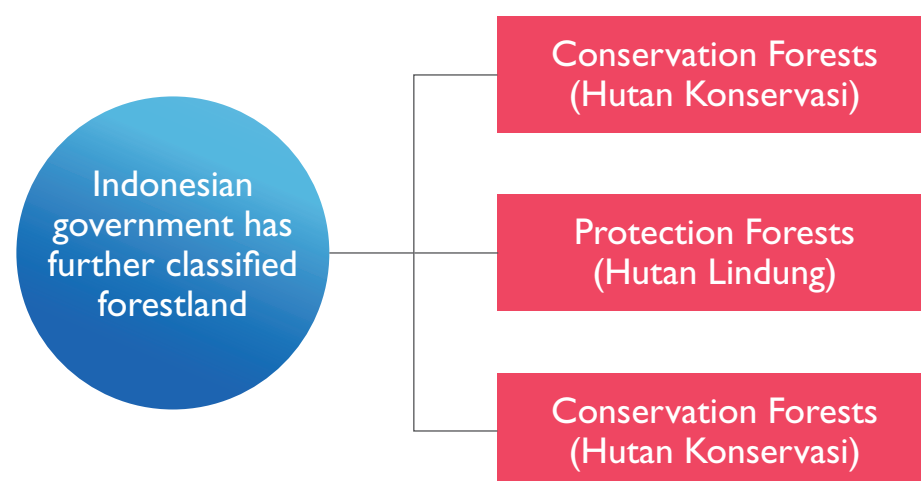 Indonesian
government has
further classified
forestland
Conservation Forests
(Hutan Konservasi)
Protection Forests
(Hutan Lindung)
Conservation Forests
(Hutan Konservasi)